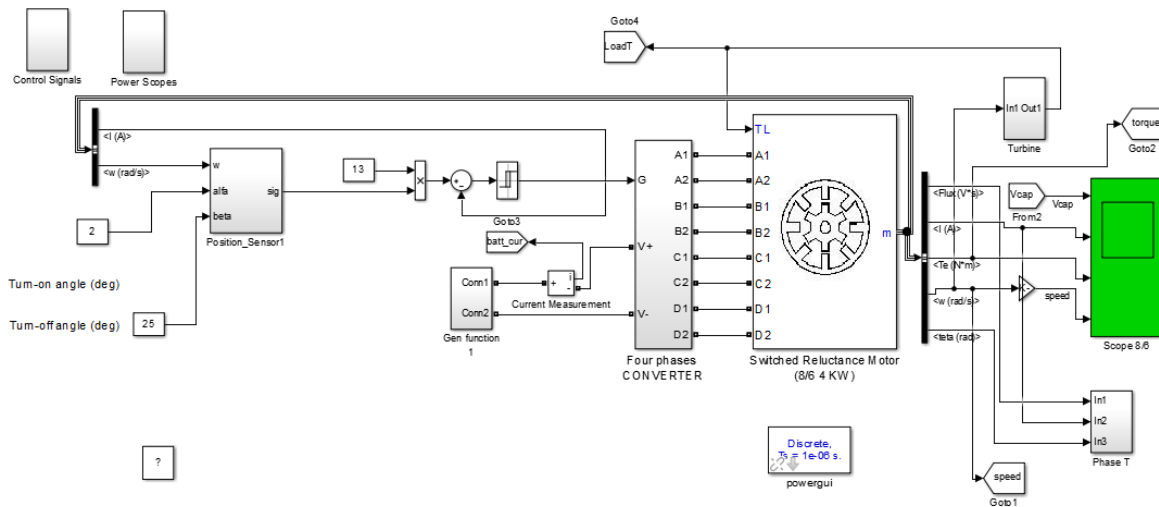 Goto4
LoadT
Control Signals
Power Scopes
In1 Out1
Turbine
torque
Goto2
<I (A)>
<w (rad/s)>
w
alfa
beta
sig
Position_Sensor1
13
×
+
-
Goto3
2
25
Turn-on angle (deg)
Turn-off angle (deg)
batt_cur
Conn1
Conn2
Gen function
1
+
i
-
Current Measurement
G
V+
V-
A1
A2
B1
B2
C1
C2
D1
D2
Four phases
CONVERTER
TL
A1
A2
B1
B2
C1
C2
D1
D2
m
Switched Reluctance Motor
(8/6 4 KW)
<Flux (V*s)>
<I (A)>
<Te (N*m)>
<w (rad/s)>
<teta (rad)>
Vcap
From2
Vcap
K-
speed
Scope 8/6
In1
In2
In3
Phase T
speed
Goto1
Discrete,
Ts = 1e-06 s.
powergui
?